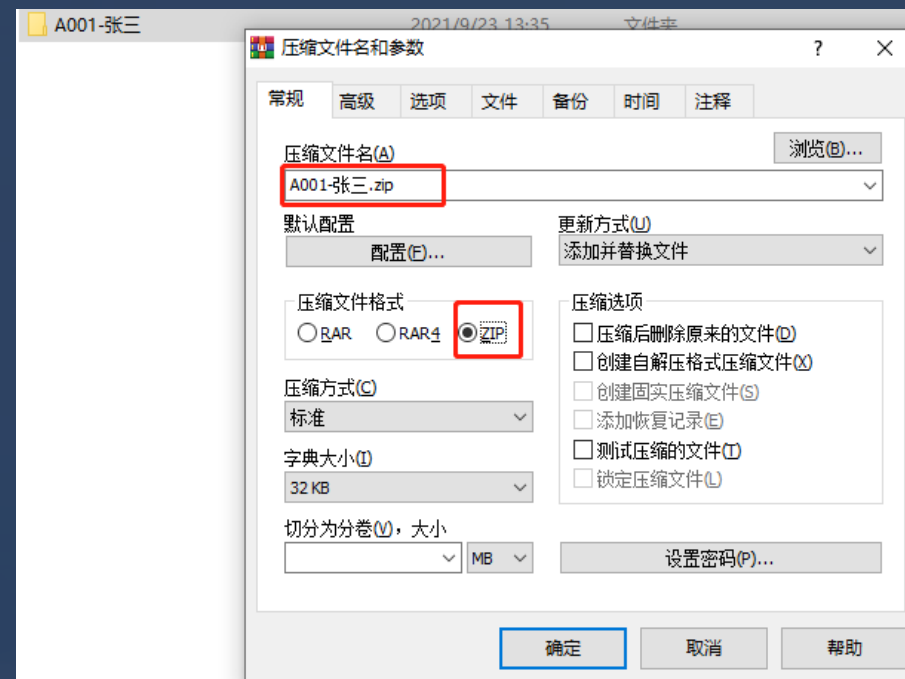 A001-张三 2021/9/23 13:35 文件夹
压缩文件名和参数 ? ×
常规 高级 选项 文件 备份 时间 注释
压缩文件名(A) 浏览(B)...
A001-张三.zip
默认配置 更新方式(U)
配置(F)... 添加并替换文件
压缩文件格式 压缩选项
RAR RAR4 ZIP 压缩后删除原来的文件(D)
创建自解压格式压缩文件(X)
压缩方式(C) 创建固实压缩文件(S)
标准 添加恢复记录(E)
测试压缩的文件(T)
字典大小(I) 锁定压缩文件(L)
32 KB
切分为分卷(V)，大小
MB 设置密码(P)...
确定 取消 帮助